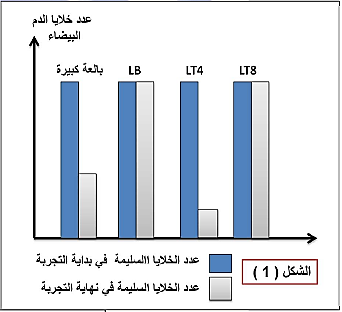 عدد خلايا الدم
البيضاء
بالعة كبيرة LB LT4 LT8
عدد الخلايا االسليمة في بداية التجربة
عدد الخلايا السليمة في نهاية التجربة
الشكل ( 1 )